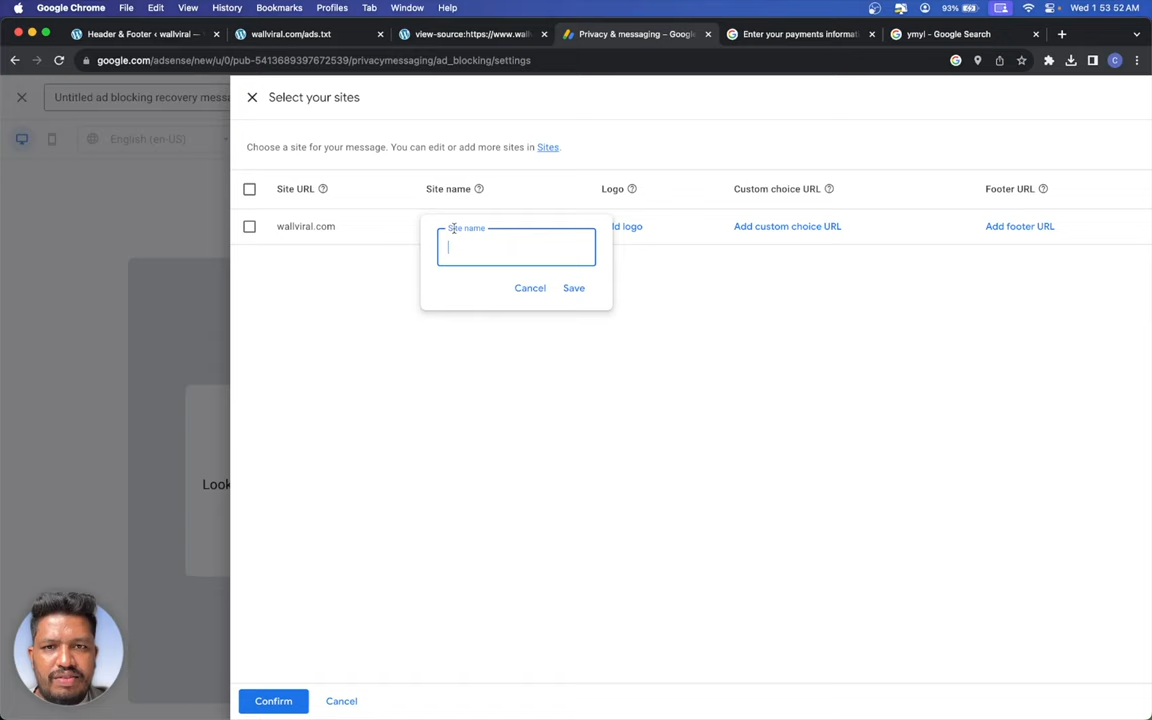 Google Chrome File Edit View History Bookmarks Profiles Tab Window Help 93% Wed 1 53 52 AM
Header & Footer ‹ wallviral — wallviral.com/ads.txt view-source:https://www.wall Privacy & messaging – Google Enter your payments informati ymyl - Google Search
google.com/adsense/new/u/0/pub-5413689397672539/privacymessaging/ad_blocking/settings C
Untitled ad blocking recovery messa
Select your sites
English (en-US)
Choose a site for your message. You can edit or add more sites in Sites.
Site URL Site name Logo Custom choice URL Footer URL
wallviral.com dd logo Add custom choice URL Add footer URL
Site name
Cancel Save
Look
Confirm Cancel